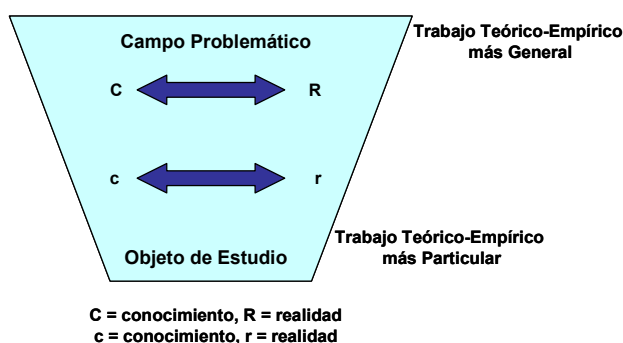 Campo Problemático
Trabajo Teórico-Empírico
más General
C R
c r
Objeto de Estudio
Trabajo Teórico-Empírico
más Particular
C = conocimiento, R = realidad
c = conocimiento, r = realidad